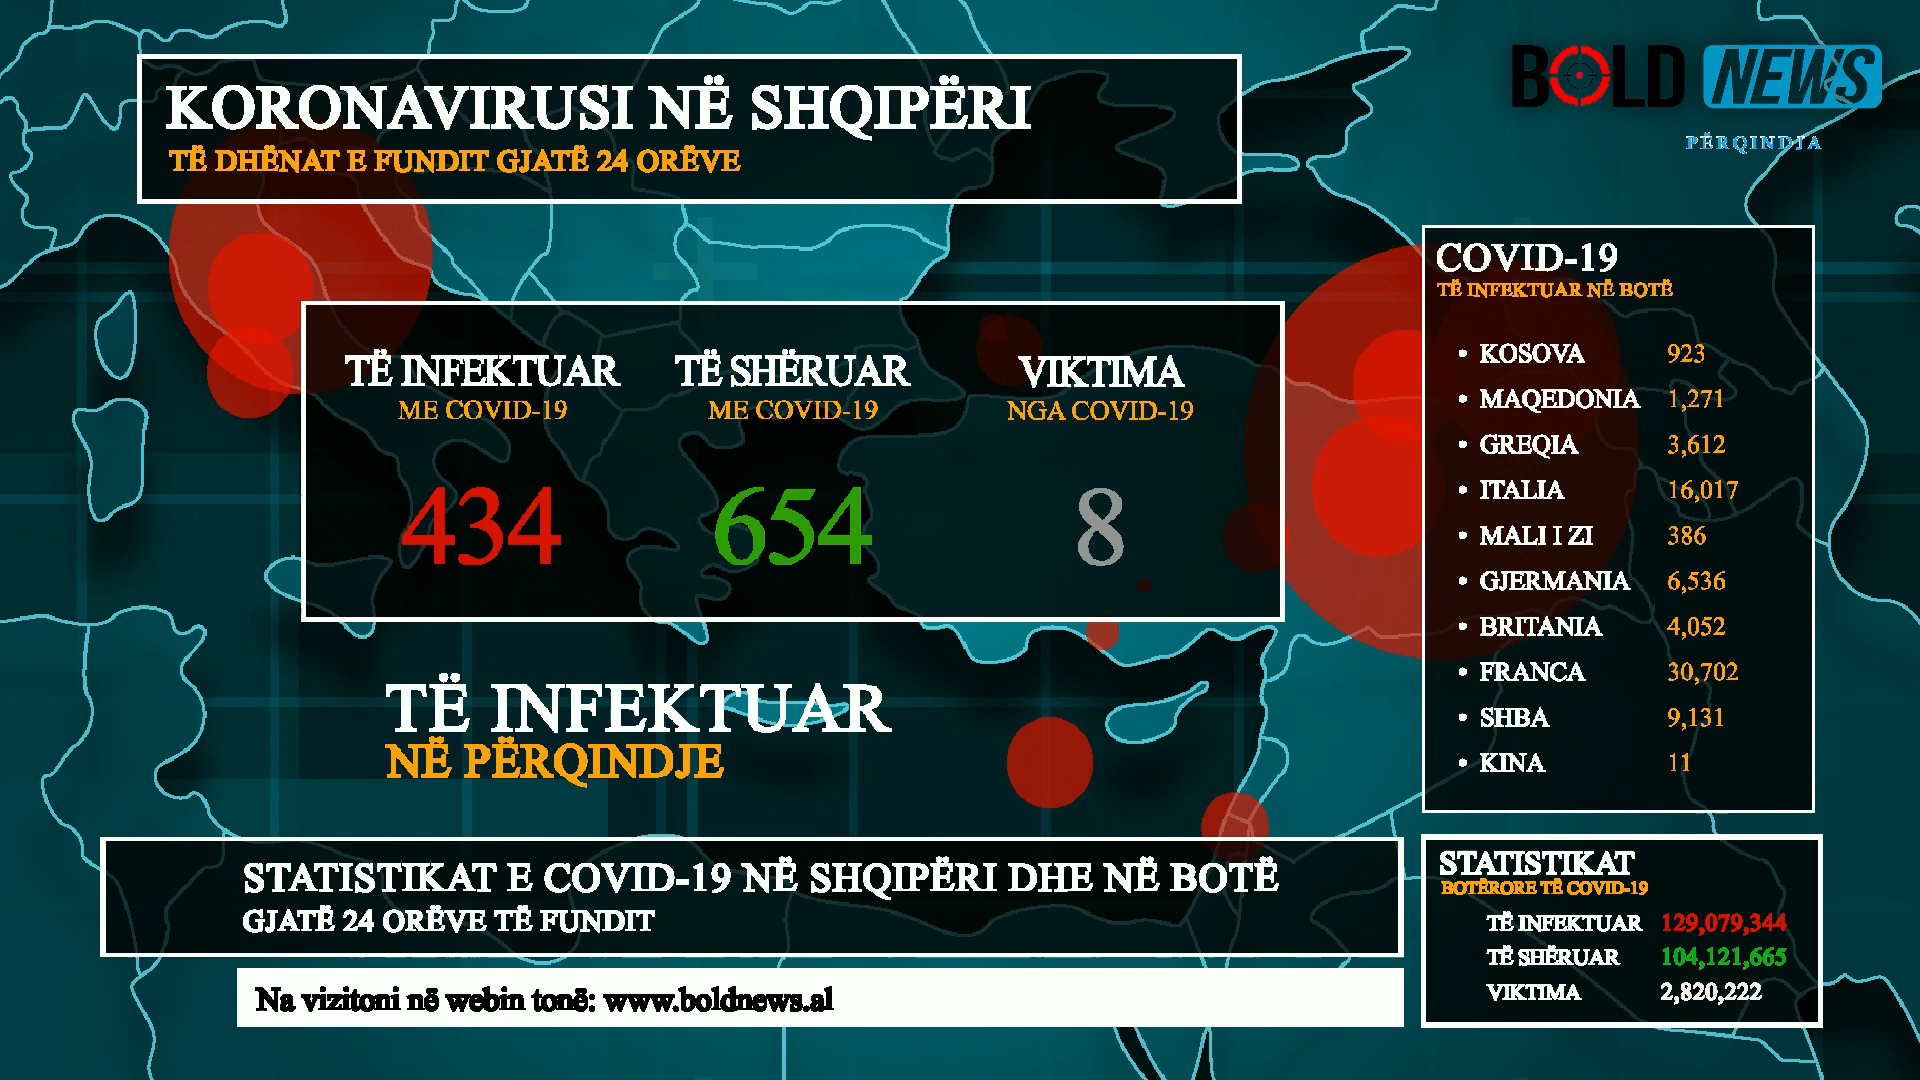 KORONAVIRUSI NË SHQIPËRI
TË DHËNAT E FUNDIT GJATË 24 ORËVE
BOLD NEWS
PËRQINDJA
TË INFEKTUAR
ME COVID-19
434
TË SHËRUAR
ME COVID-19
654
VIKTIMA
NGA COVID-19
8
TË INFEKTUAR
NË PËRQINDJE
COVID-19
TË INFEKTUAR NË BOTË
• KOSOVA 923
• MAQEDONIA 1,271
• GREQIA 3,612
• ITALIA 16,017
• MALI I ZI 386
• GJERMANIA 6,536
• BRITANIA 4,052
• FRANCA 30,702
• SHBA 9,131
• KINA 11
STATISTIKAT E COVID-19 NË SHQIPËRI DHE NË BOTË
GJATË 24 ORËVE TË FUNDIT
Na vizitoni në webin tonë: www.boldnews.al
STATISTIKAT
BOTËRORE TË COVID-19
TË INFEKTUAR 129,079,344
TË SHËRUAR 104,121,665
VIKTIMA 2,820,222